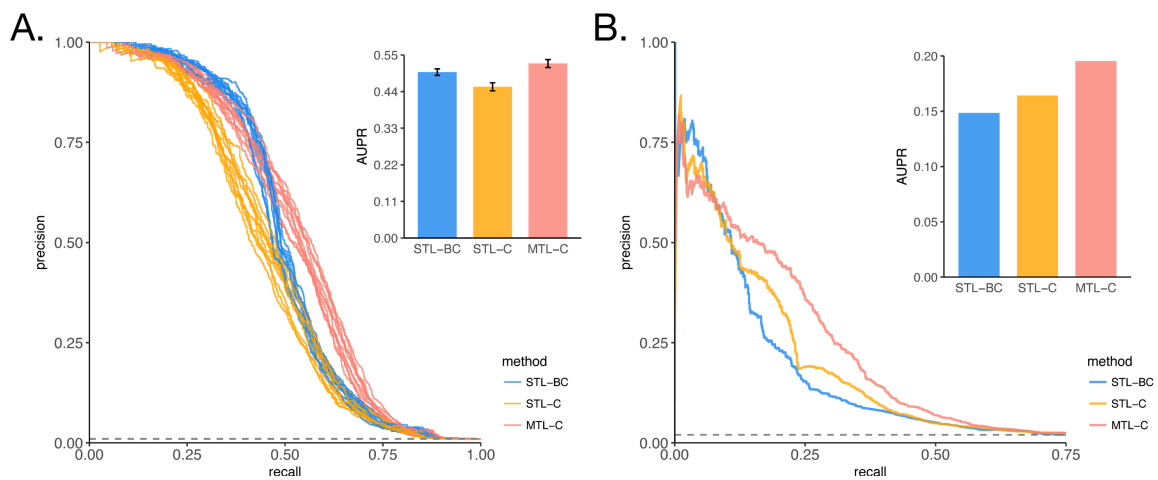 A.
1.00
0.75
0.50
0.25
0.00
precision
0.00 0.25 0.50 0.75 1.00
recall
0.55
0.44
0.33
0.22
0.11
0.00
AUPR
STL−BC STL−C MTL−C
method
STL−BC
STL−C
MTL−C
B.
1.00
0.75
0.50
0.25
0.00
precision
0.00 0.25 0.50 0.75
recall
0.20
0.15
0.10
0.05
0.00
AUPR
STL−BC STL−C MTL−C
method
STL−BC
STL−C
MTL−C